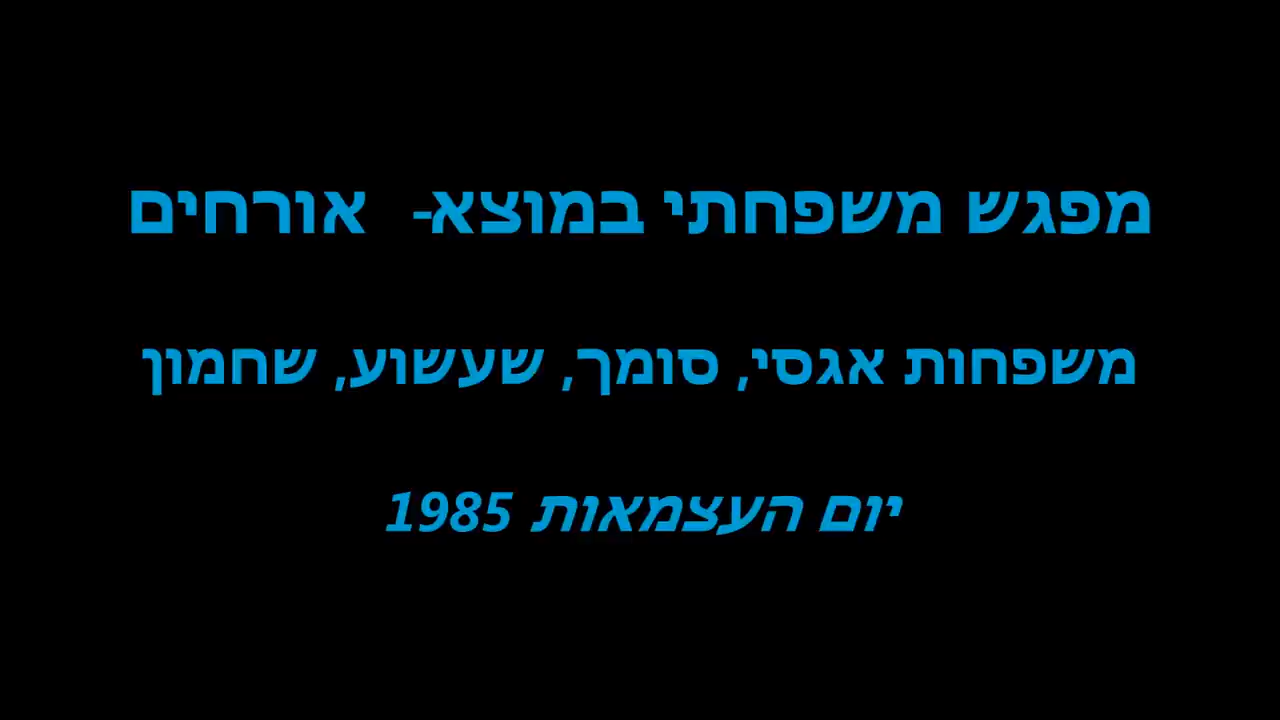 מפגש משפחתי במוצא- אורחים
משפחות אגסי, סומך, שעשוע, שחמון
יום העצמאות 1985